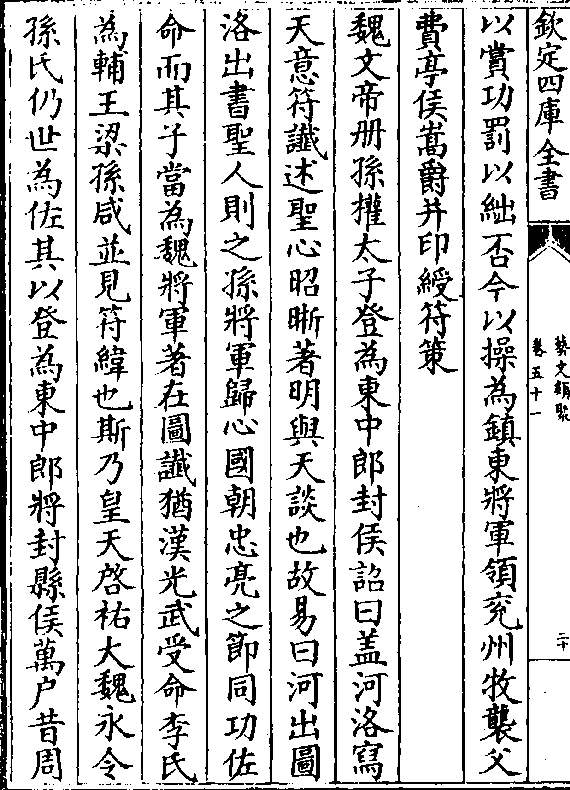 欽定四庫全書
藝文類聚
卷五十一
二十
以賞功罰以絀否今以操為鎮東將軍領兖州牧襲父
費亭侯嵩爵并印綬符策
魏文帝册孫權太子登為東中郎封侯詔曰盖河洛寫
天意符讖述聖心昭晰著明與天談也故易曰河出圖
洛出書聖人則之孫將軍歸心國朝忠亮之節同功佐
命而其子當為魏將軍著在圖讖猶漢光武受命李氏
為輔王梁孫咸並見符緯也斯乃皇天啓祐大魏永令
孫氏仍世為佐其以登為東中郎將封縣侯萬户昔周